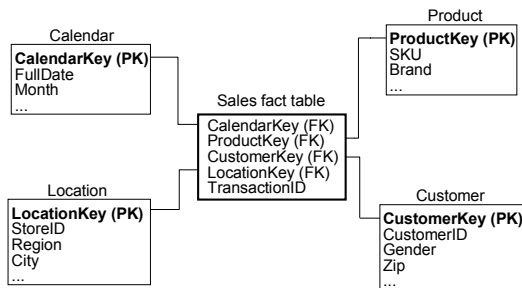 Calendar
CalendarKey (PK)
FullDate
Month
...
Product
ProductKey (PK)
SKU
Brand
...
Sales fact table
CalendarKey (FK)
ProductKey (FK)
CustomerKey (FK)
LocationKey (FK)
TransactionID
Location
LocationKey (PK)
StoreID
Region
City
...
Customer
CustomerKey (PK)
CustomerID
Gender
Zip
...